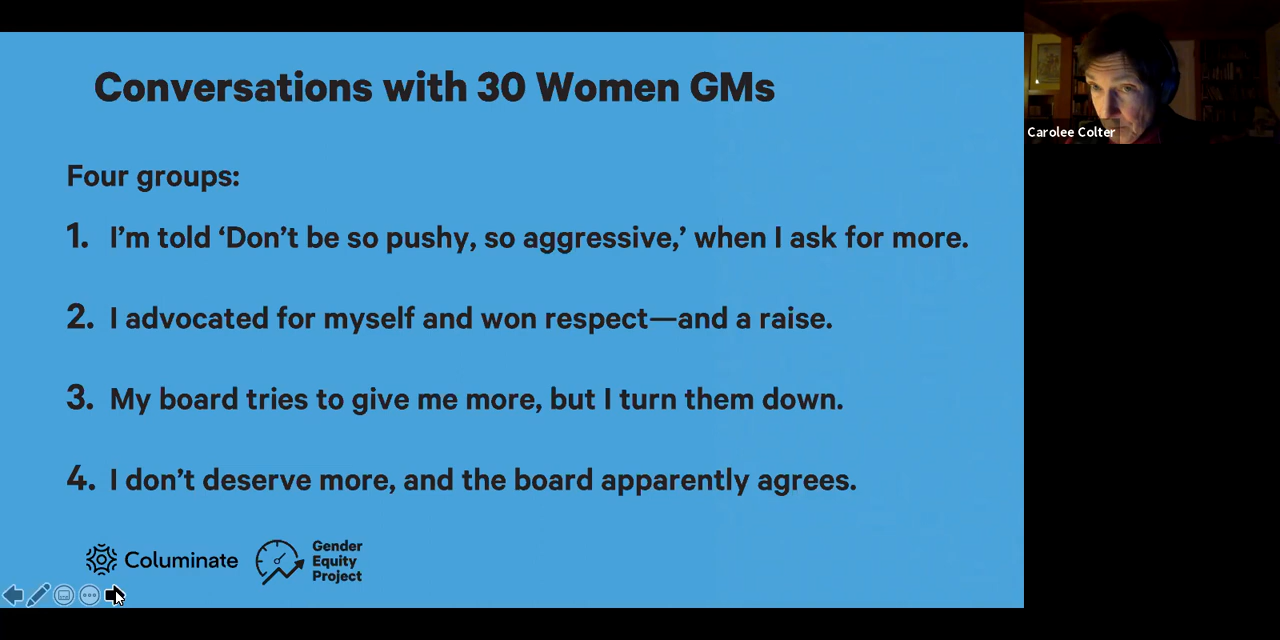 Conversations with 30 Women GMs
Four groups:
1. I’m told ‘Don’t be so pushy, so aggressive,’ when I ask for more.
2. I advocated for myself and won respect—and a raise.
3. My board tries to give me more, but I turn them down.
4. I don’t deserve more, and the board apparently agrees.
Columinate
Gender
Equity
Project
Carolee Colter